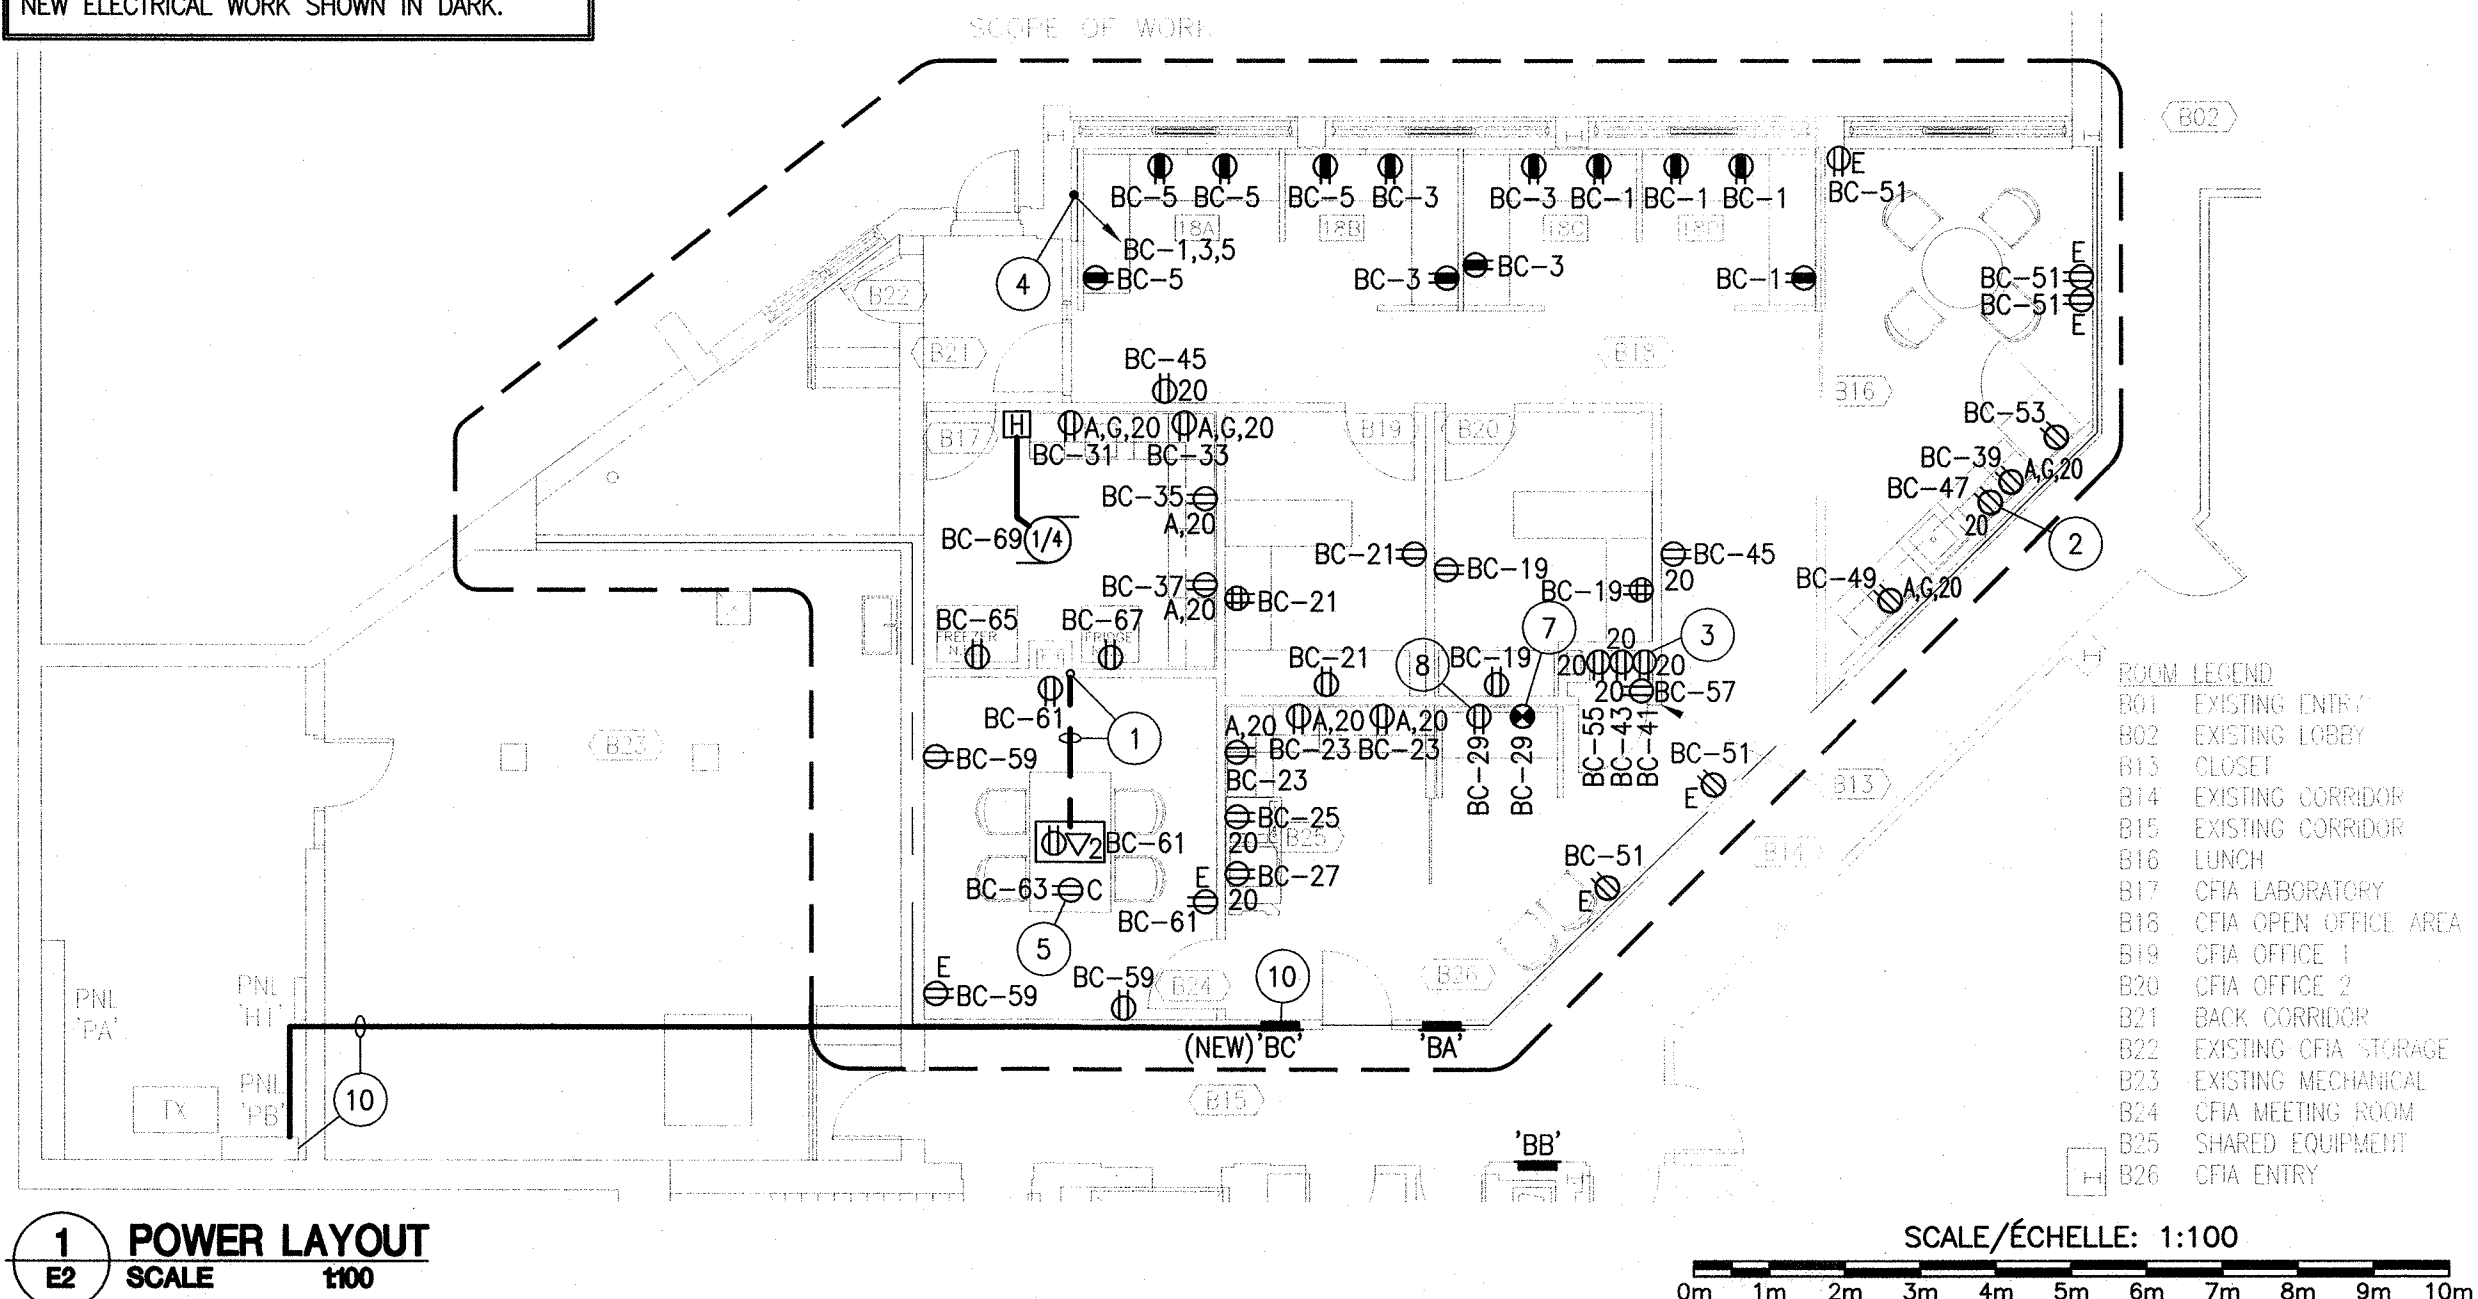 NEW ELECTRICAL WORK SHOWN IN DARK.
SCOPE OF WORK
B02
E
BC-5 BC-5 BC-5 BC-3 BC-3 BC-1 BC-1 BC-1
BC-51
18A 18B 18C 18D
BC-1,3,5
4
BC-5
BC-3
BC-3
BC-1
E
BC-51
BC-51
E
B22
B21
B18
B16
BC-45
20
H
A,G,20
A,G,20
B17
BC-31
BC-33
B19
B20
BC-53
BC-39
A,G,20
BC-47
20
2
BC-35
A,20
BC-69
1/4
BC-21
BC-19
BC-45
20
BC-37
A,20
BC-21
BC-19
BC-49
A,G,20
BC-65
BC-67
FREEZER
FRIDGE
BC-21
8
BC-19
7
20
20
20
3
20
BC-57
BC-61
1
A,20
A,20
A,20
BC-23
BC-23
BC-23
BC-29
BC-29
BC-55
BC-43
BC-41
BC-51
E
B13
B23
BC-59
BC-25
20
B25
2
BC-61
B14
BC-51
E
BC-63
C
E
BC-27
20
BC-61
5
E
BC-59
BC-59
B24
10
B26
PNL
'PA'
PNL
'H1'
(NEW) 'BC'
'BA'
PNL
'PB'
TX
10
B15
'BB'
H
ROOM LEGEND
B01 EXISTING ENTRY
B02 EXISTING LOBBY
B13 CLOSET
B14 EXISTING CORRIDOR
B15 EXISTING CORRIDOR
B16 LUNCH
B17 CFIA LABORATORY
B18 CFIA OPEN OFFICE AREA
B19 CFIA OFFICE 1
B20 CFIA OFFICE 2
B21 BACK CORRIDOR
B22 EXISTING CFIA STORAGE
B23 EXISTING MECHANICAL
B24 CFIA MEETING ROOM
B25 SHARED EQUIPMENT
B26 CFIA ENTRY
1
E2
POWER LAYOUT
SCALE 1:100
SCALE/ÉCHELLE: 1:100
0m 1m 2m 3m 4m 5m 6m 7m 8m 9m 10m